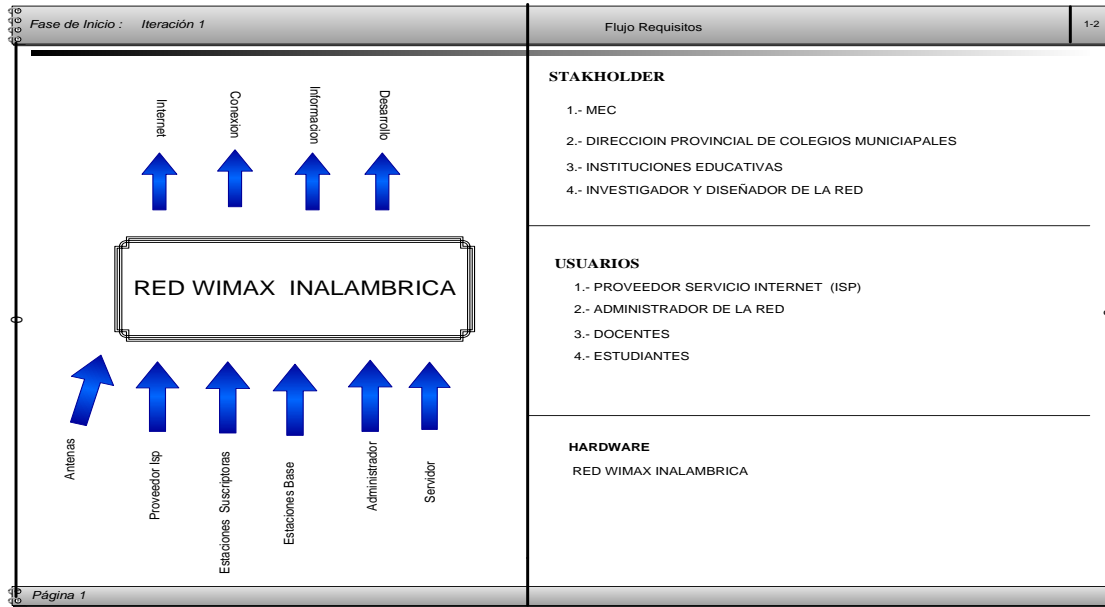 Fase de Inicio :   Iteración 1
Flujo Requisitos
1-2
Internet
Conexion
Informacion
Desarrollo
RED WIMAX  INALAMBRICA
Antenas
Proveedor Isp
Estaciones  Suscriptoras
Estaciones Base
Administrador
Servidor
STAKHOLDER
1.- MEC
2.- DIRECCIOIN PROVINCIAL DE COLEGIOS MUNICIAPALES
3.- INSTITUCIONES EDUCATIVAS
4.- INVESTIGADOR Y DISEÑADOR DE LA RED
USUARIOS
1.- PROVEEDOR SERVICIO INTERNET  (ISP)
2.- ADMINISTRADOR DE LA RED
3.- DOCENTES
4.- ESTUDIANTES
HARDWARE
RED WIMAX INALAMBRICA
Página 1